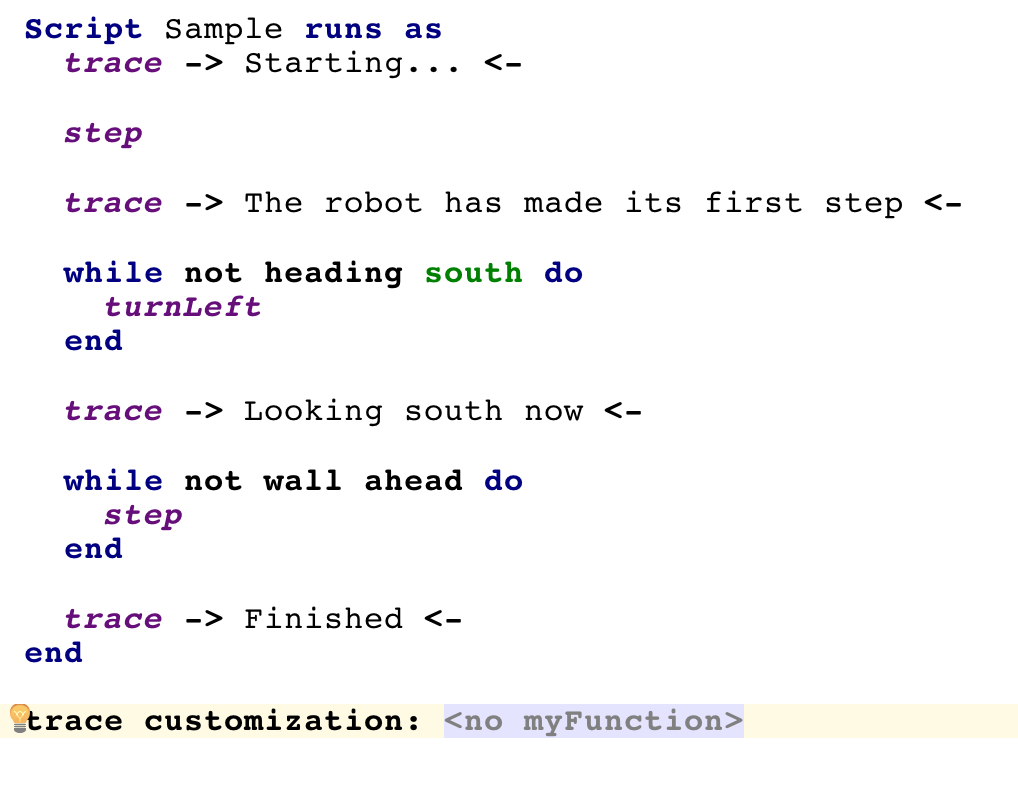 Script Sample runs as
trace -> Starting... <-
step
trace -> The robot has made its first step <-
while not heading south do
turnLeft
end
trace -> Looking south now <-
while not wall ahead do
step
end
trace -> Finished <-
end
trace customization: <no myFunction>